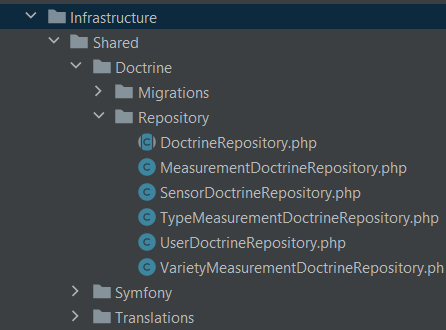 Infrastructure
Shared
Doctrine
Migrations
Repository
DoctrineRepository.php
MeasurementDoctrineRepository.php
SensorDoctrineRepository.php
TypeMeasurementDoctrineRepository.php
UserDoctrineRepository.php
VarietyMeasurementDoctrineRepository.ph
Symfony
Translations